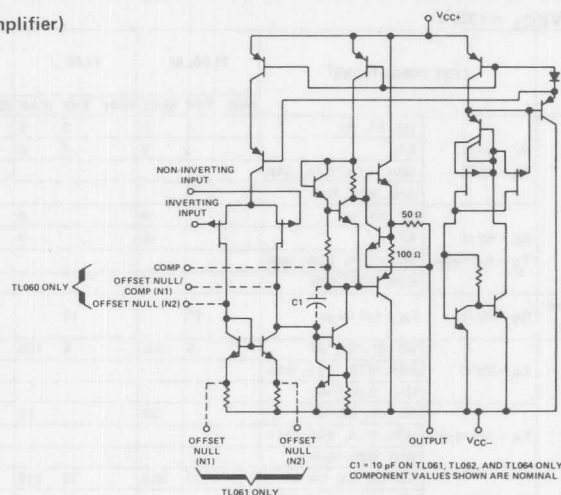 mplifier)
VCC+
NON-INVERTING
INPUT
INVERTING
INPUT
50 Ω
100 Ω
COMP
OFFSET NULL/
COMP (N1)
OFFSET NULL (N2)
TL060 ONLY
C1
OFFSET
NULL
(N1)
OFFSET
NULL
(N2)
OUTPUT
VCC−
TL061 ONLY
C1 = 10 pF ON TL061, TL062, AND TL064 ONLY
COMPONENT VALUES SHOWN ARE NOMINAL